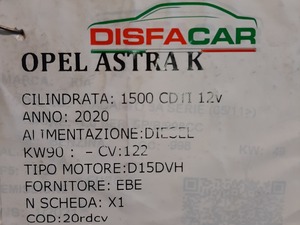 DISFACAR
OPEL ASTRA K
CILINDRATA: 1500 CDTI 12v
ANNO: 2020
ALIMENTAZIONE:DIESEL
KW90 : - CV:122
TIPO MOTORE:D15DVH
FORNITORE: EBE
N SCHEDA: X1
COD:20rdcv